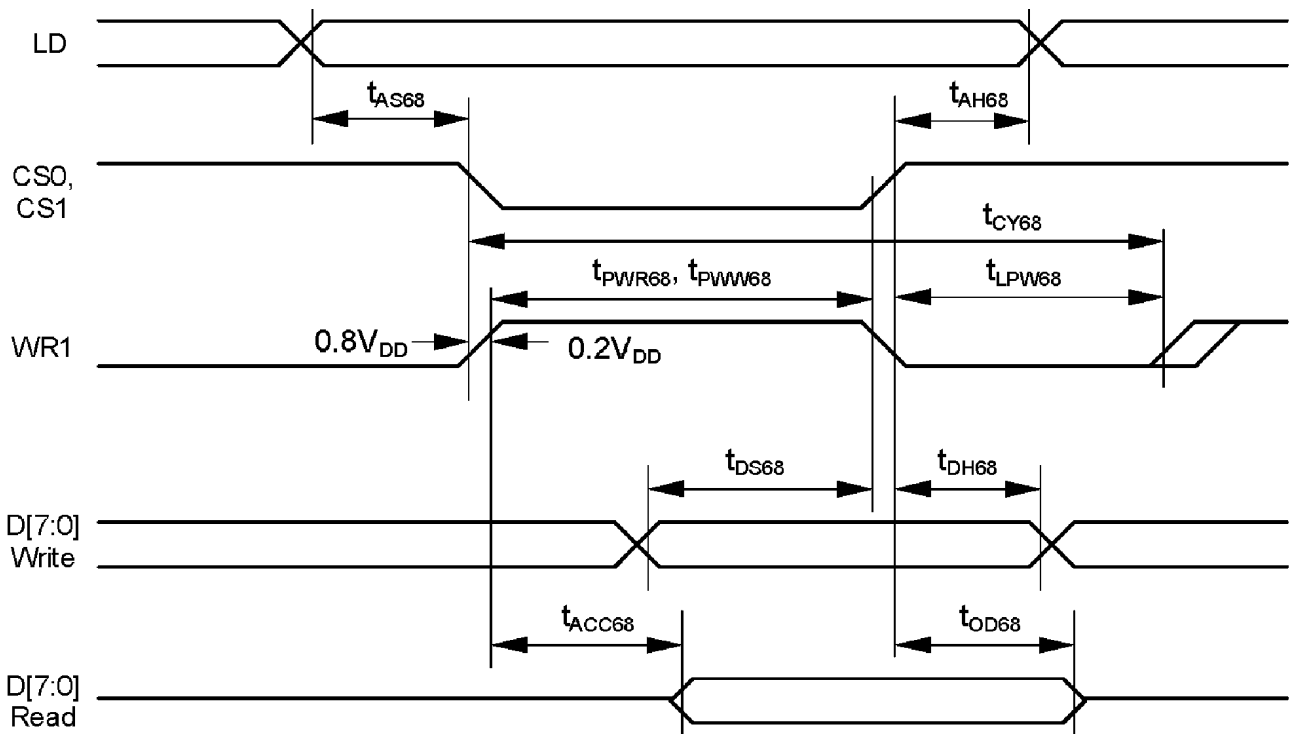 LD
tAS68
tAH68
CS0,
CS1
tCY68
tPWR68, tPWW68
tLPW68
WR1
0.8VDD
0.2VDD
tDS68
tDH68
D[7:0]
Write
tACC68
tOD68
D[7:0]
Read